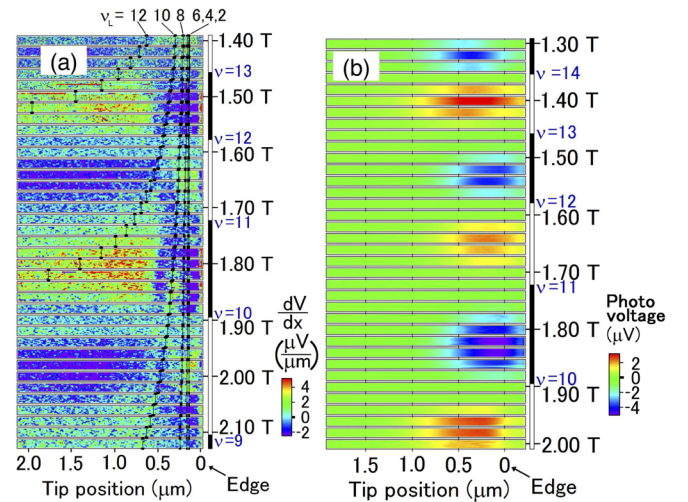 ν_L = 12 10 8 6,4,2
(a)
1.40 T
ν=13
1.50 T
ν=12
1.60 T
1.70 T
ν=11
1.80 T
ν=10
1.90 T
2.00 T
2.10 T
ν=9
dV
dx
(μV/μm)
4
2
0
-2
2.0 1.5 1.0 0.5 0
Tip position (μm)
Edge
(b)
1.30 T
ν=14
1.40 T
ν=13
1.50 T
ν=12
1.60 T
1.70 T
ν=11
1.80 T
ν=10
1.90 T
2.00 T
Photo
voltage
(μV)
2
0
-2
-4
1.5 1.0 0.5 0
Tip position (μm)
Edge